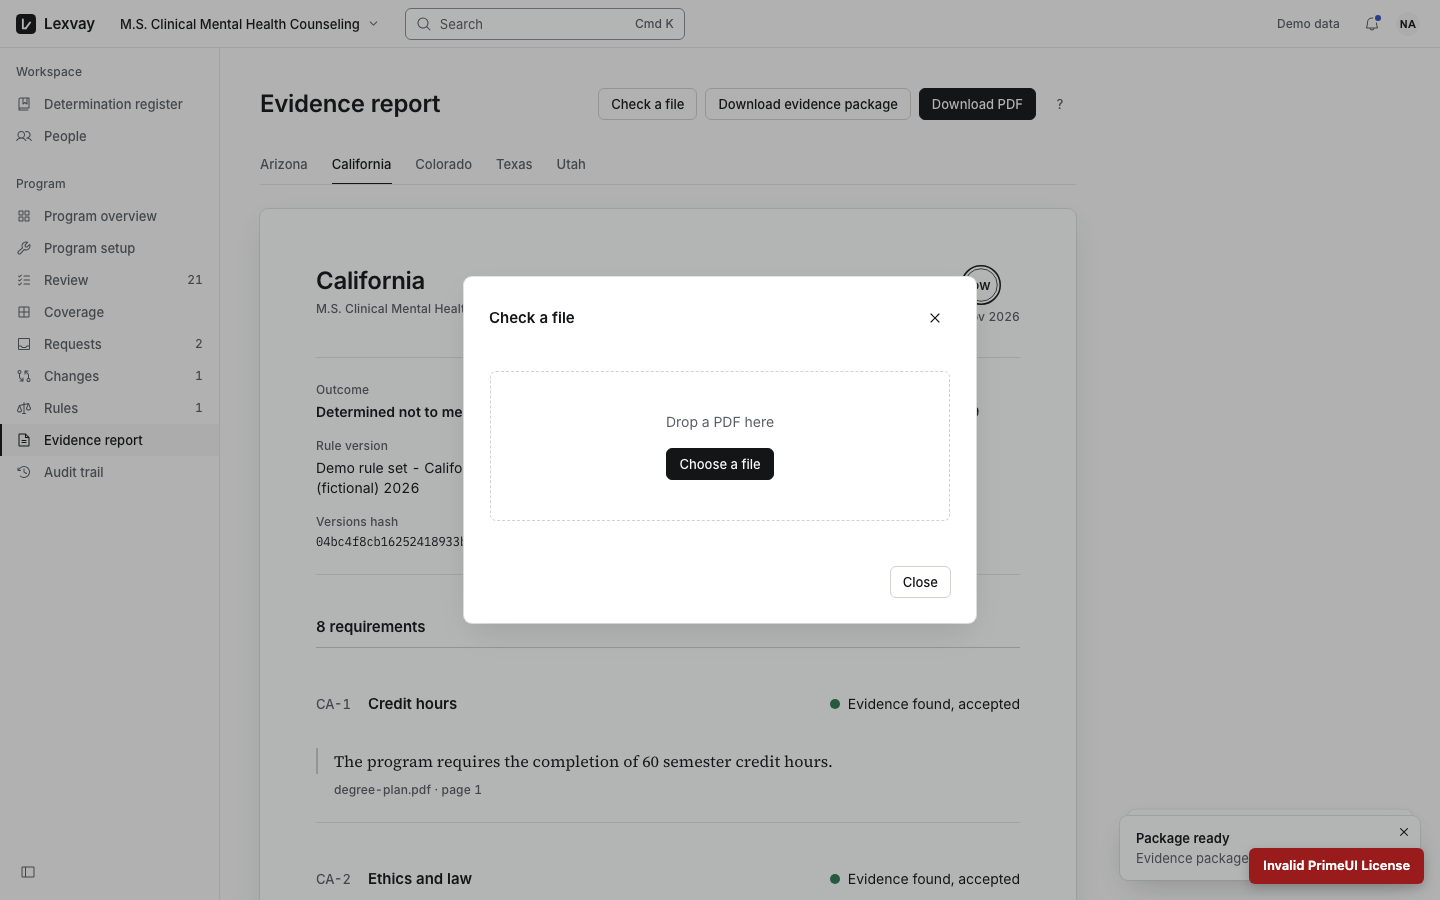 Lexvay
M.S. Clinical Mental Health Counseling
Search
Cmd K
Demo data
NA
Workspace
Determination register
People
Program
Program overview
Program setup
Review 21
Coverage
Requests 2
Changes 1
Rules 1
Evidence report
Audit trail
Evidence report
Check a file
Download evidence package
Download PDF
?
Arizona
California
Colorado
Texas
Utah
California
M.S. Clinical Mental
2026
Check a file
Drop a PDF here
Choose a file
Close
Outcome
Determined not to
Rule version
Demo rule set -
(fictional) 2026
Versions hash
04bc4f8cb16252418933
8 requirements
CA-1 Credit hours
Evidence found, accepted
The program requires the completion of 60 semester credit hours.
degree-plan.pdf · page 1
CA-2 Ethics and law
Evidence found, accepted
Package ready
Evidence package
Invalid PrimeUI License